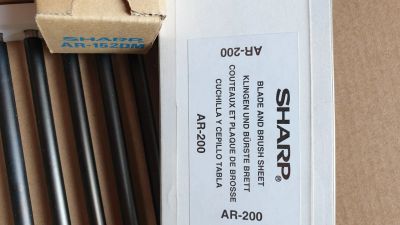 SHARP
AR-152DM
AR-200
SHARP®
BLADE AND BRUSH SHEET
KLINGEN UND BÜRSTE BRETT
COUTEAUX ET PLAQUE DE BROSSE
CUCHILLA Y CEPILLO TABLA
AR-200
AR-200